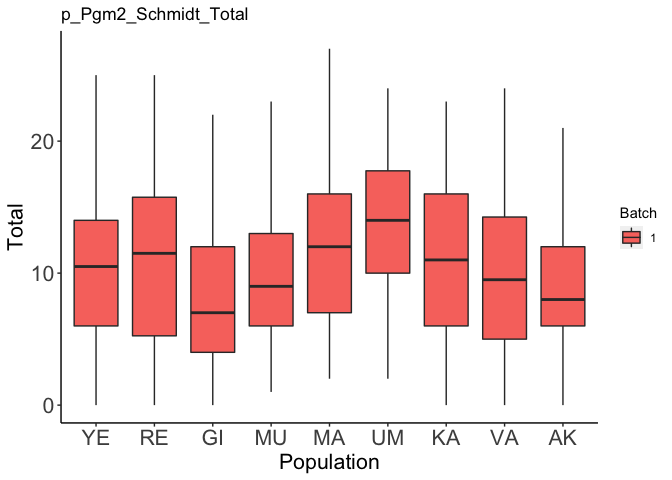 p_Pgm2_Schmidt_Total
Total
20
10
0
YE RE GI MU MA UM KA VA AK
Population
Batch
1